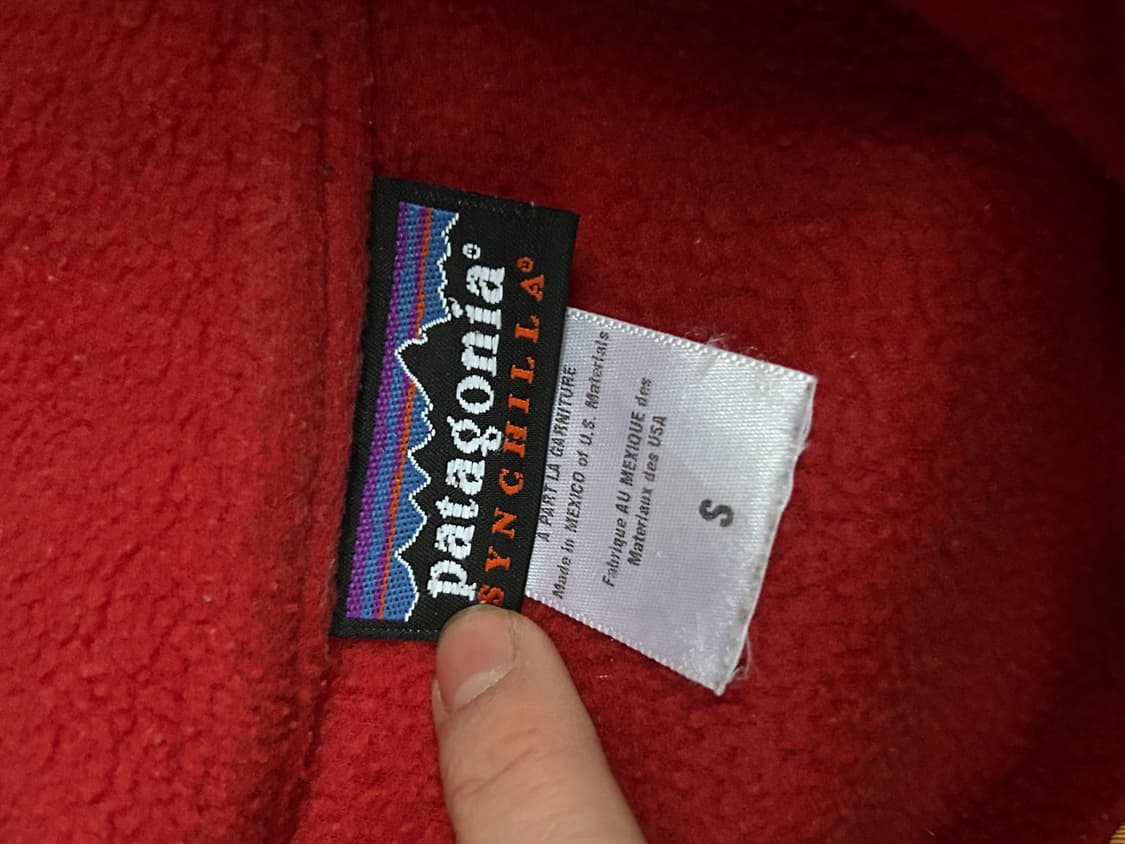 patagonia®
SYNCHILLA®
À PART LA GARNITURE
Made in MEXICO of U.S. Materials
Fabrique AU MEXIQUE des
Materiaux des USA
S